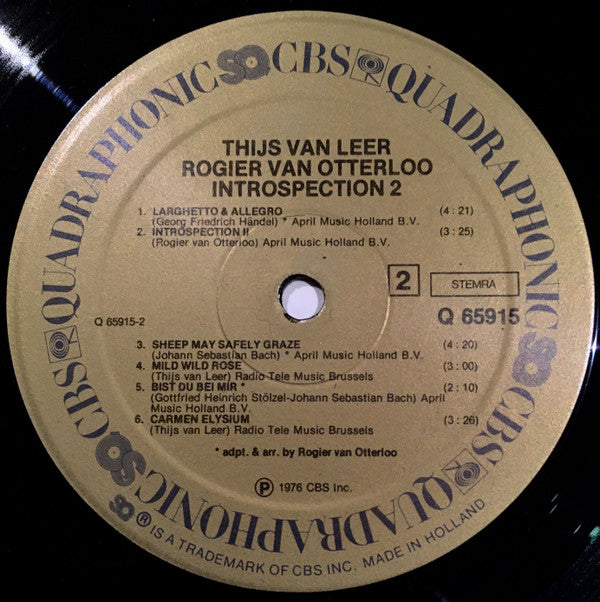 QUADRAPHONIC SQ CBS QUADRAPHONIC SQ CBS QUADRAPHONIC SQ CBS
THIJS VAN LEER
ROGIER VAN OTTERLOO
INTROSPECTION 2
1. LARGHETTO & ALLEGRO (4 : 21)
(Georg Friedrich Händel) * April Music Holland B.V.
2. INTROSPECTION II (3 : 25)
(Rogier van Otterloo) April Music Holland B.V.
2 STEMRA
Q 65915-2 Q 65915
3. SHEEP MAY SAFELY GRAZE (4 : 20)
(Johann Sebastian Bach) * April Music Holland B.V.
4. MILD WILD ROSE (3 : 00)
(Thijs van Leer) Radio Tele Music Brussels
5. BIST DU BEI MIR * (2 : 10)
(Gottfried Heinrich Stölzel-Johann Sebastian Bach) April
Music Holland B.V.
6. CARMEN ELYSIUM (3 : 26)
(Thijs van Leer) Radio Tele Music Brussels
* adpt. & arr. by Rogier van Otterloo
℗ 1976 CBS Inc.
SQ ® IS A TRADEMARK OF CBS INC. MADE IN HOLLAND